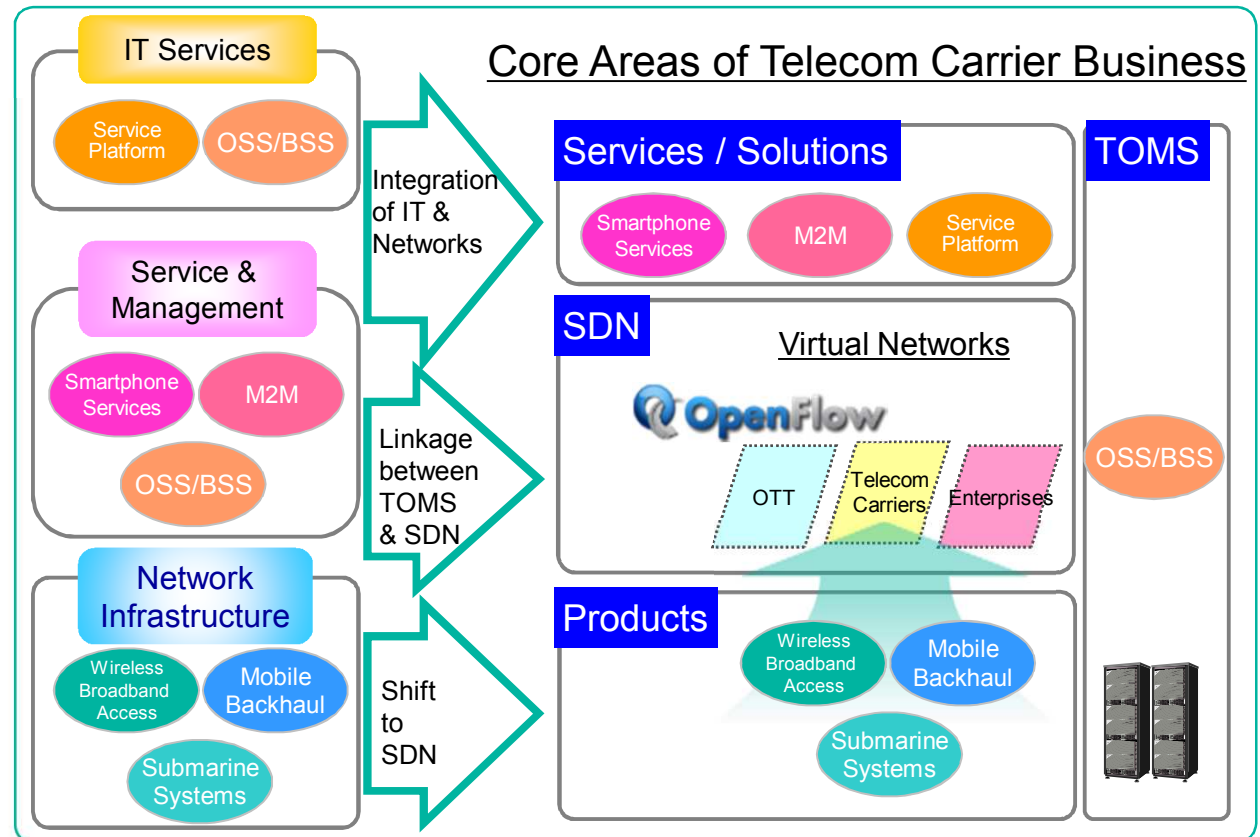 IT Services
Service
Platform
OSS/BSS
Service &
Management
Smartphone
Services
M2M
OSS/BSS
Network
Infrastructure
Wireless
Broadband
Access
Mobile
Backhaul
Submarine
Systems
Integration
of IT &
Networks
Linkage
between
TOMS
& SDN
Shift
to
SDN
Core Areas of Telecom Carrier Business
Services / Solutions
Smartphone
Services
M2M
Service
Platform
SDN
Virtual Networks
OpenFlow
OTT
Telecom
Carriers
Enterprises
Products
Wireless
Broadband
Access
Mobile
Backhaul
Submarine
Systems
TOMS
OSS/BSS